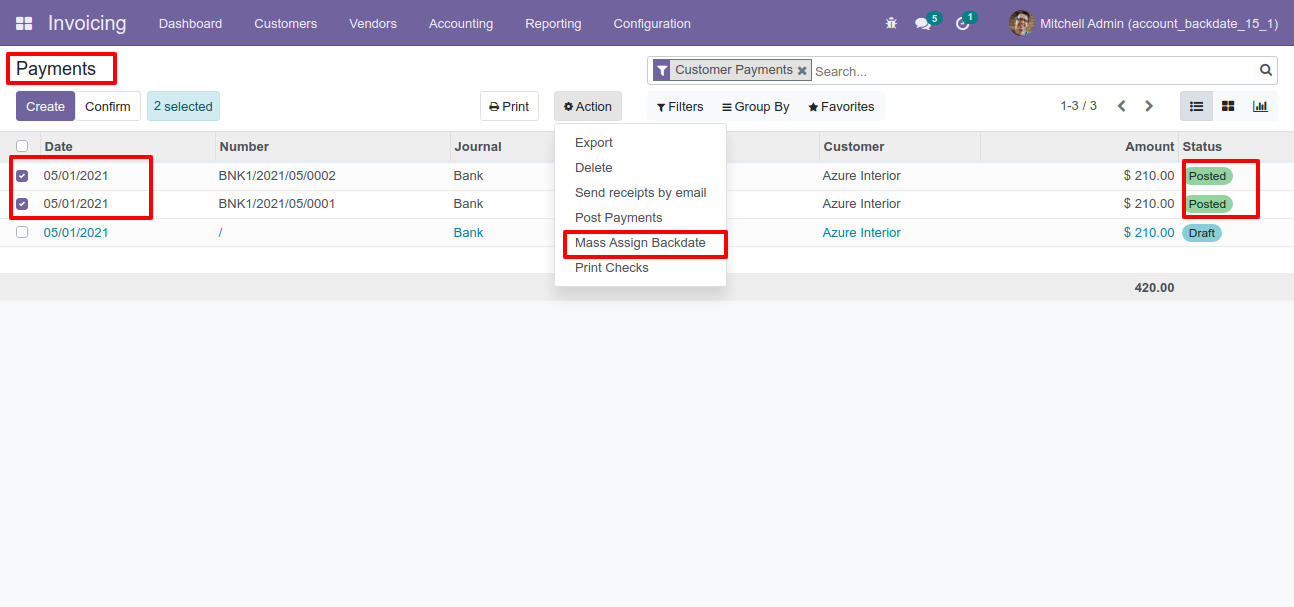 Invoicing Dashboard Customers Vendors Accounting Reporting Configuration 5 1 Mitchell Admin (account_backdate_15_1)
Payments Customer Payments Search...
Create Confirm 2 selected Print Action Filters Group By Favorites 1-3 / 3
Date Number Journal Customer Amount Status
05/01/2021 BNK1/2021/05/0002 Bank Azure Interior $ 210.00 Posted
05/01/2021 BNK1/2021/05/0001 Bank Azure Interior $ 210.00 Posted
05/01/2021 / Bank Azure Interior $ 210.00 Draft
420.00
Export
Delete
Send receipts by email
Post Payments
Mass Assign Backdate
Print Checks